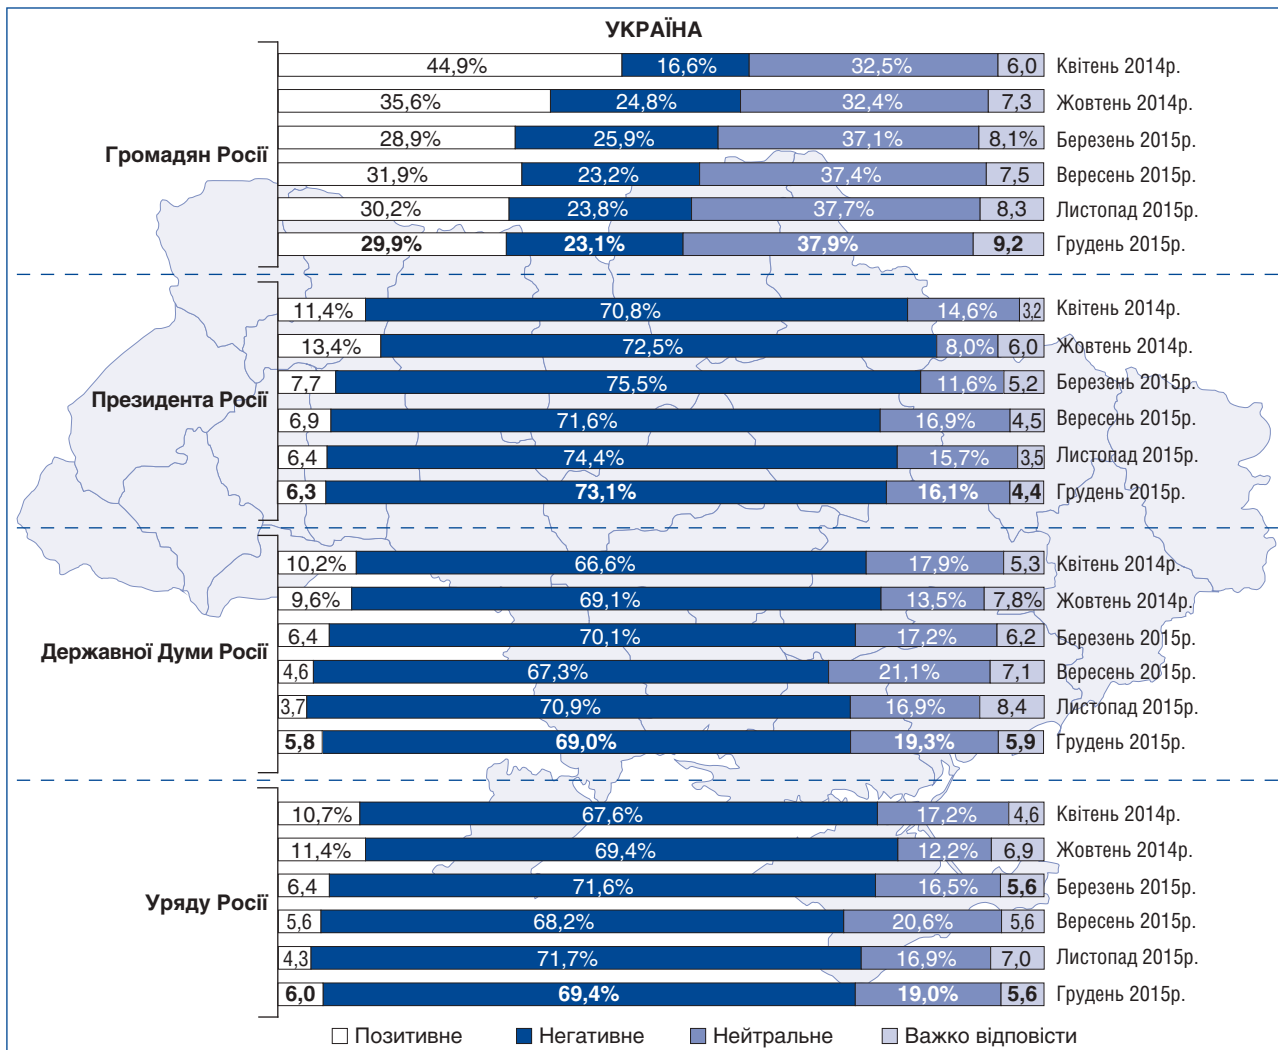 УКРАЇНА
Громадян Росії
44,9% 16,6% 32,5% 6,0 Квітень 2014р.
35,6% 24,8% 32,4% 7,3 Жовтень 2014р.
28,9% 25,9% 37,1% 8,1% Березень 2015р.
31,9% 23,2% 37,4% 7,5 Вересень 2015р.
30,2% 23,8% 37,7% 8,3 Листопад 2015р.
29,9% 23,1% 37,9% 9,2 Грудень 2015р.
Президента Росії
11,4% 70,8% 14,6% 3,2 Квітень 2014р.
13,4% 72,5% 8,0% 6,0 Жовтень 2014р.
7,7 75,5% 11,6% 5,2 Березень 2015р.
6,9 71,6% 16,9% 4,5 Вересень 2015р.
6,4 74,4% 15,7% 3,5 Листопад 2015р.
6,3 73,1% 16,1% 4,4 Грудень 2015р.
Державної Думи Росії
10,2% 66,6% 17,9% 5,3 Квітень 2014р.
9,6% 69,1% 13,5% 7,8% Жовтень 2014р.
6,4 70,1% 17,2% 6,2 Березень 2015р.
4,6 67,3% 21,1% 7,1 Вересень 2015р.
3,7 70,9% 16,9% 8,4 Листопад 2015р.
5,8 69,0% 19,3% 5,9 Грудень 2015р.
Уряду Росії
10,7% 67,6% 17,2% 4,6 Квітень 2014р.
11,4% 69,4% 12,2% 6,9 Жовтень 2014р.
6,4 71,6% 16,5% 5,6 Березень 2015р.
5,6 68,2% 20,6% 5,6 Вересень 2015р.
4,3 71,7% 16,9% 7,0 Листопад 2015р.
6,0 69,4% 19,0% 5,6 Грудень 2015р.
Позитивне Негативне Нейтральне Важко відповісти